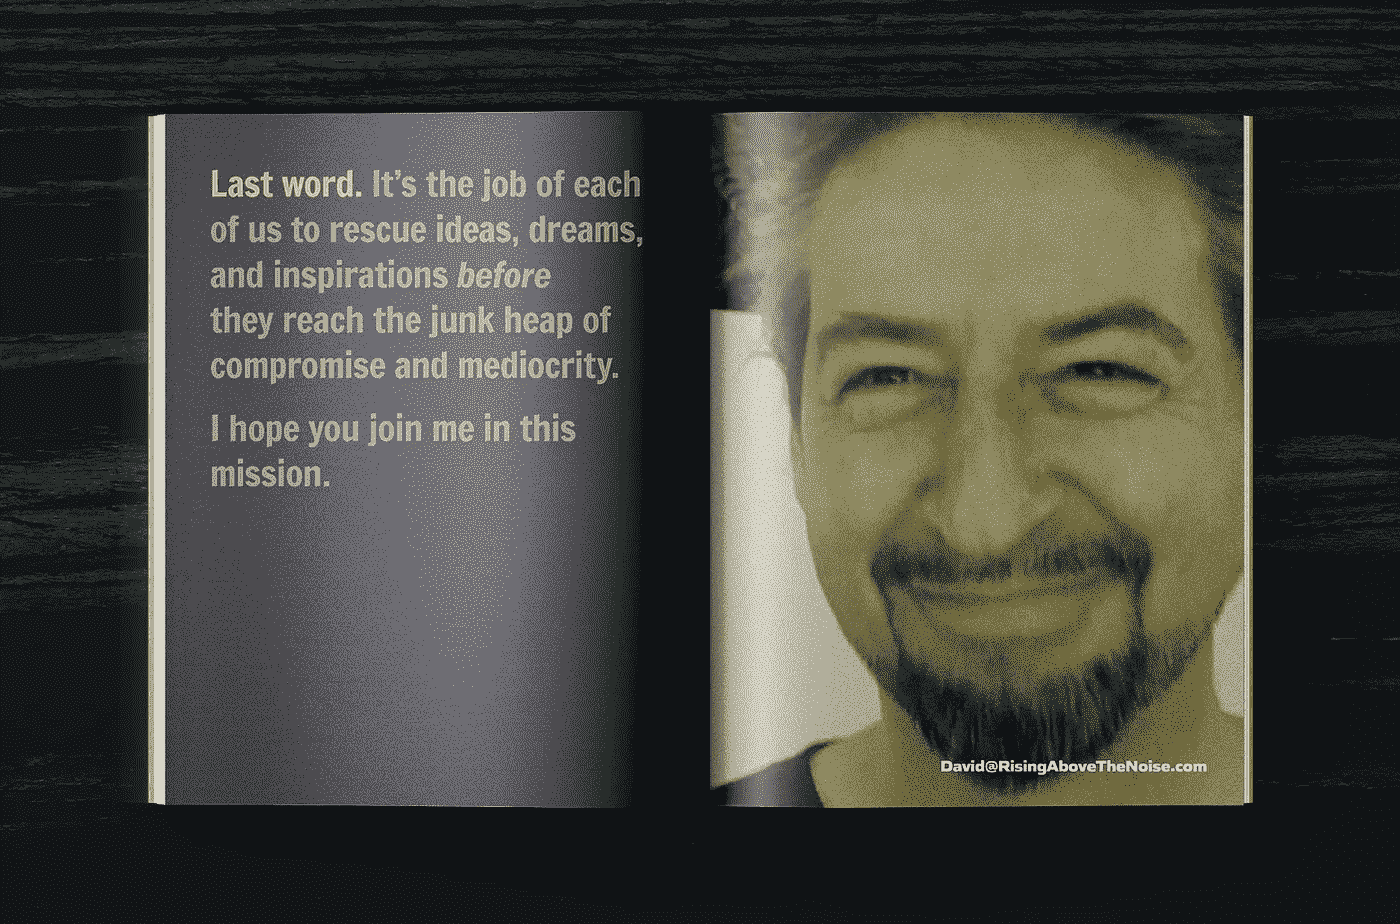 Last word. It’s the job of each
of us to rescue ideas, dreams,
and inspirations before
they reach the junk heap of
compromise and mediocrity.
I hope you join me in this
mission.
David@RisingAboveTheNoise.com